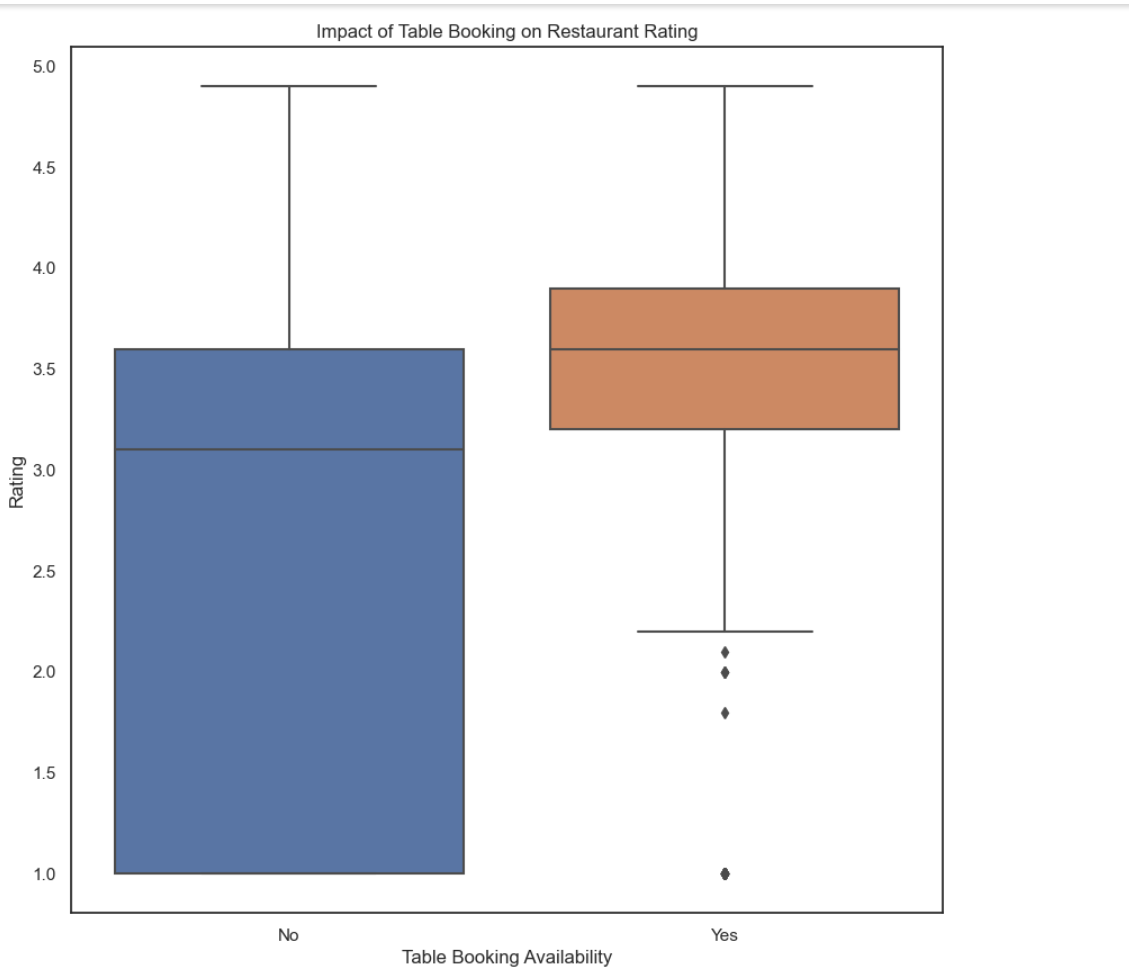 Impact of Table Booking on Restaurant Rating
5.0
4.5
4.0
3.5
3.0
2.5
2.0
1.5
1.0
Rating
No
Yes
Table Booking Availability